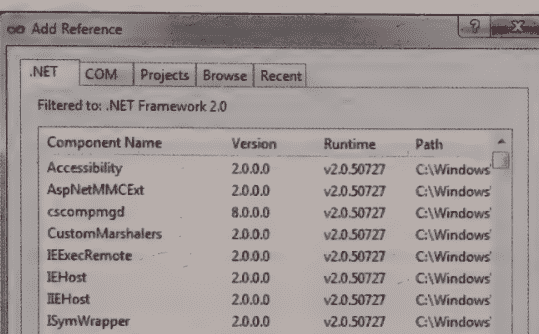 Add Reference
.NET COM Projects Browse Recent
Filtered to: .NET Framework 2.0
Component Name Version Runtime Path
Accessibility 2.0.0.0 v2.0.50727 C:\Windows\
AspNetMMCExt 2.0.0.0 v2.0.50727 C:\Windows\
cscompmgd 8.0.0.0 v2.0.50727 C:\Windows\
CustomMarshalers 2.0.0.0 v2.0.50727 C:\Windows\
IEExecRemote 2.0.0.0 v2.0.50727 C:\Windows\
IEHost 2.0.0.0 v2.0.50727 C:\Windows\
IIEHost 2.0.0.0 v2.0.50727 C:\Windows\
ISymWrapper 2.0.0.0 v2.0.50727 C:\Windows\